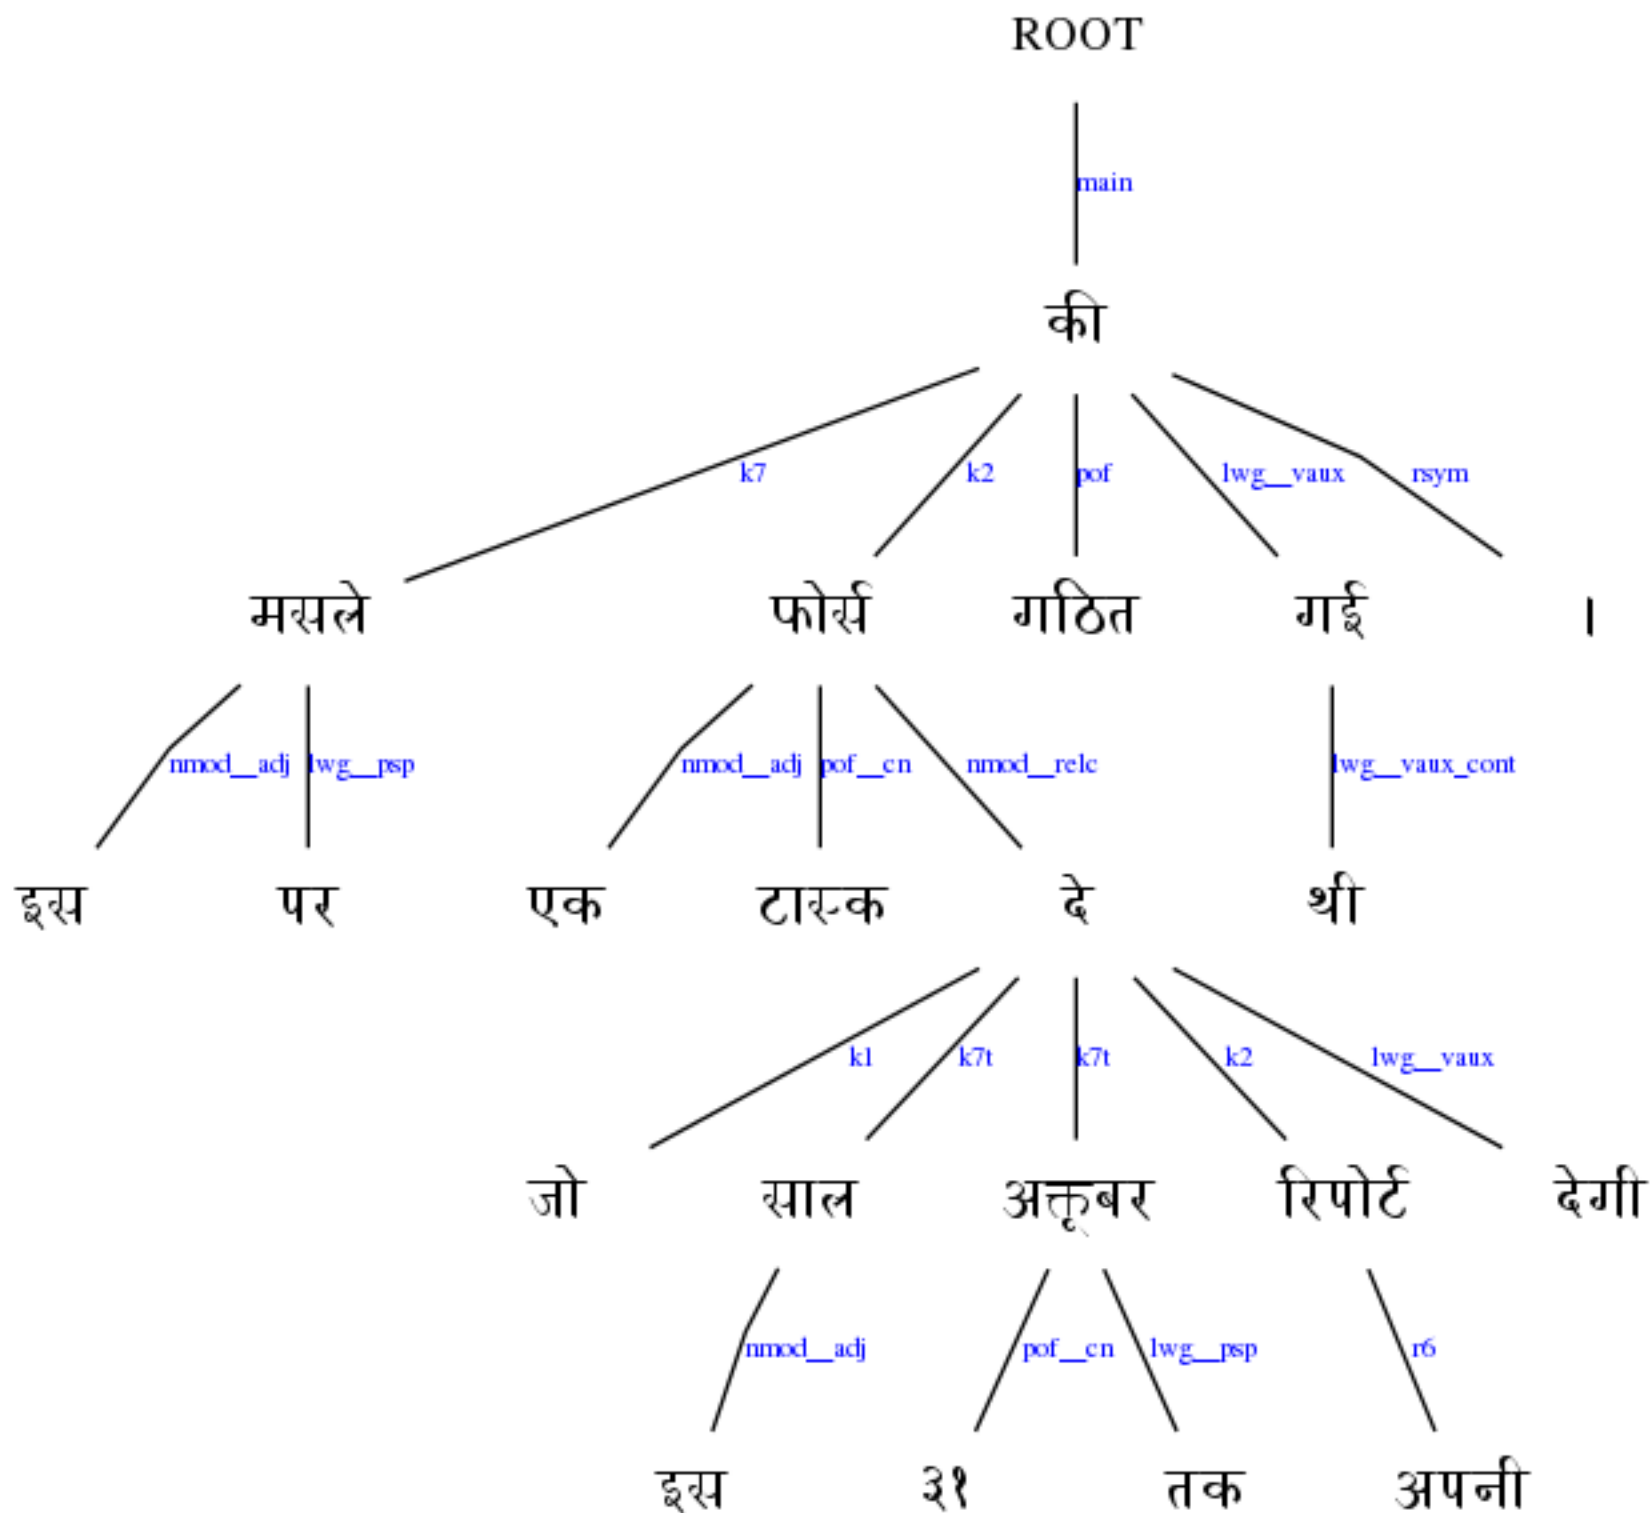 ROOT
main
की
k7 k2 pof lwg__vaux rsym
मसले फोर्स गठित गई ।
nmod__adj lwg__psp nmod__adj pof__cn nmod__relc lwg__vaux_cont
इस पर एक टास्क दे थी
k1 k7t k7t k2 lwg__vaux
जो साल अक्तूबर रिपोर्ट देगी
nmod__adj pof__cn lwg__psp r6
इस ३१ तक अपनी